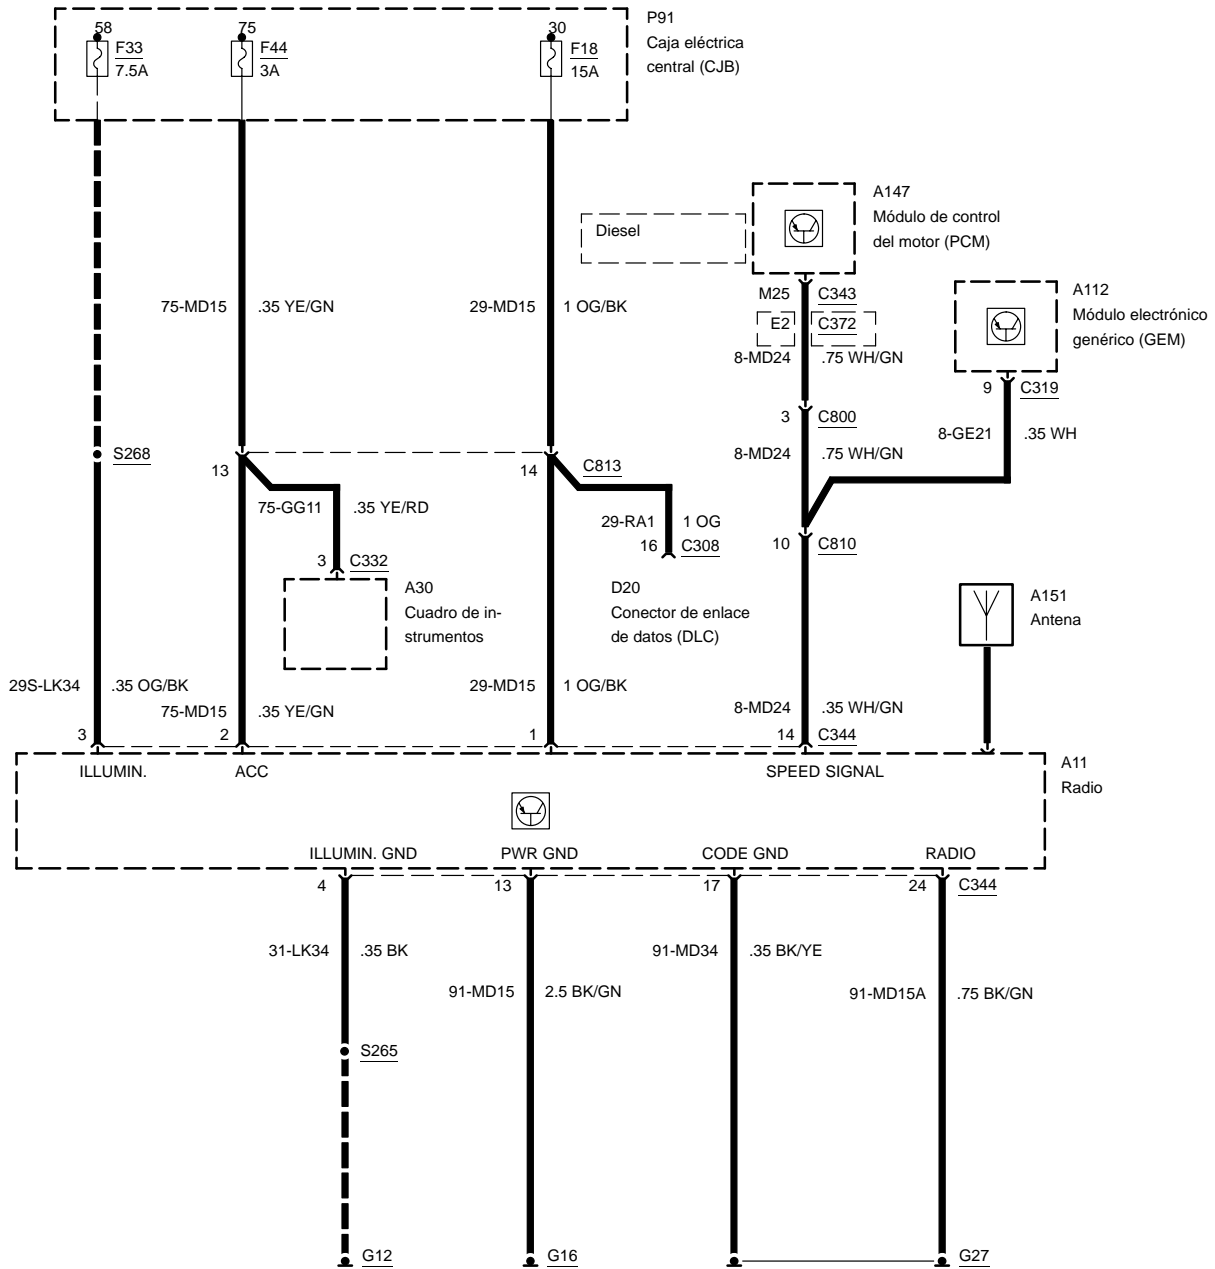 58
F33
7.5A
75
F44
3A
30
F18
15A
P91
Caja eléctrica
central (CJB)
Diesel
A147
Módulo de control
del motor (PCM)
75-MD15
.35 YE/GN
29-MD15
1 OG/BK
M25
C343
E2
C372
8-MD24
.75 WH/GN
A112
Módulo electrónico
genérico (GEM)
9
C319
3
C800
8-GE21
.35 WH
S268
13
14
C813
8-MD24
.75 WH/GN
75-GG11
.35 YE/RD
29-RA1
1 OG
16
C308
10
C810
3
C332
A30
Cuadro de in-
strumentos
D20
Conector de enlace
de datos (DLC)
A151
Antena
29S-LK34
.35 OG/BK
75-MD15
.35 YE/GN
29-MD15
1 OG/BK
8-MD24
.35 WH/GN
3
2
1
14
C344
ILLUMIN.
ACC
SPEED SIGNAL
A11
Radio
ILLUMIN. GND
PWR GND
CODE GND
RADIO
4
13
17
24
C344
31-LK34
.35 BK
91-MD34
.35 BK/YE
91-MD15
2.5 BK/GN
91-MD15A
.75 BK/GN
S265
G12
G16
G27